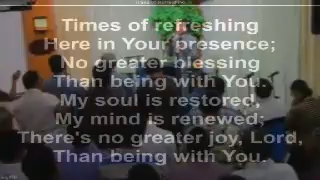 Times of refreshing
Here in Your presence;
No greater blessing
Than being with You.
My soul is restored,
My mind is renewed;
There's no greater joy, Lord,
Than being with You.